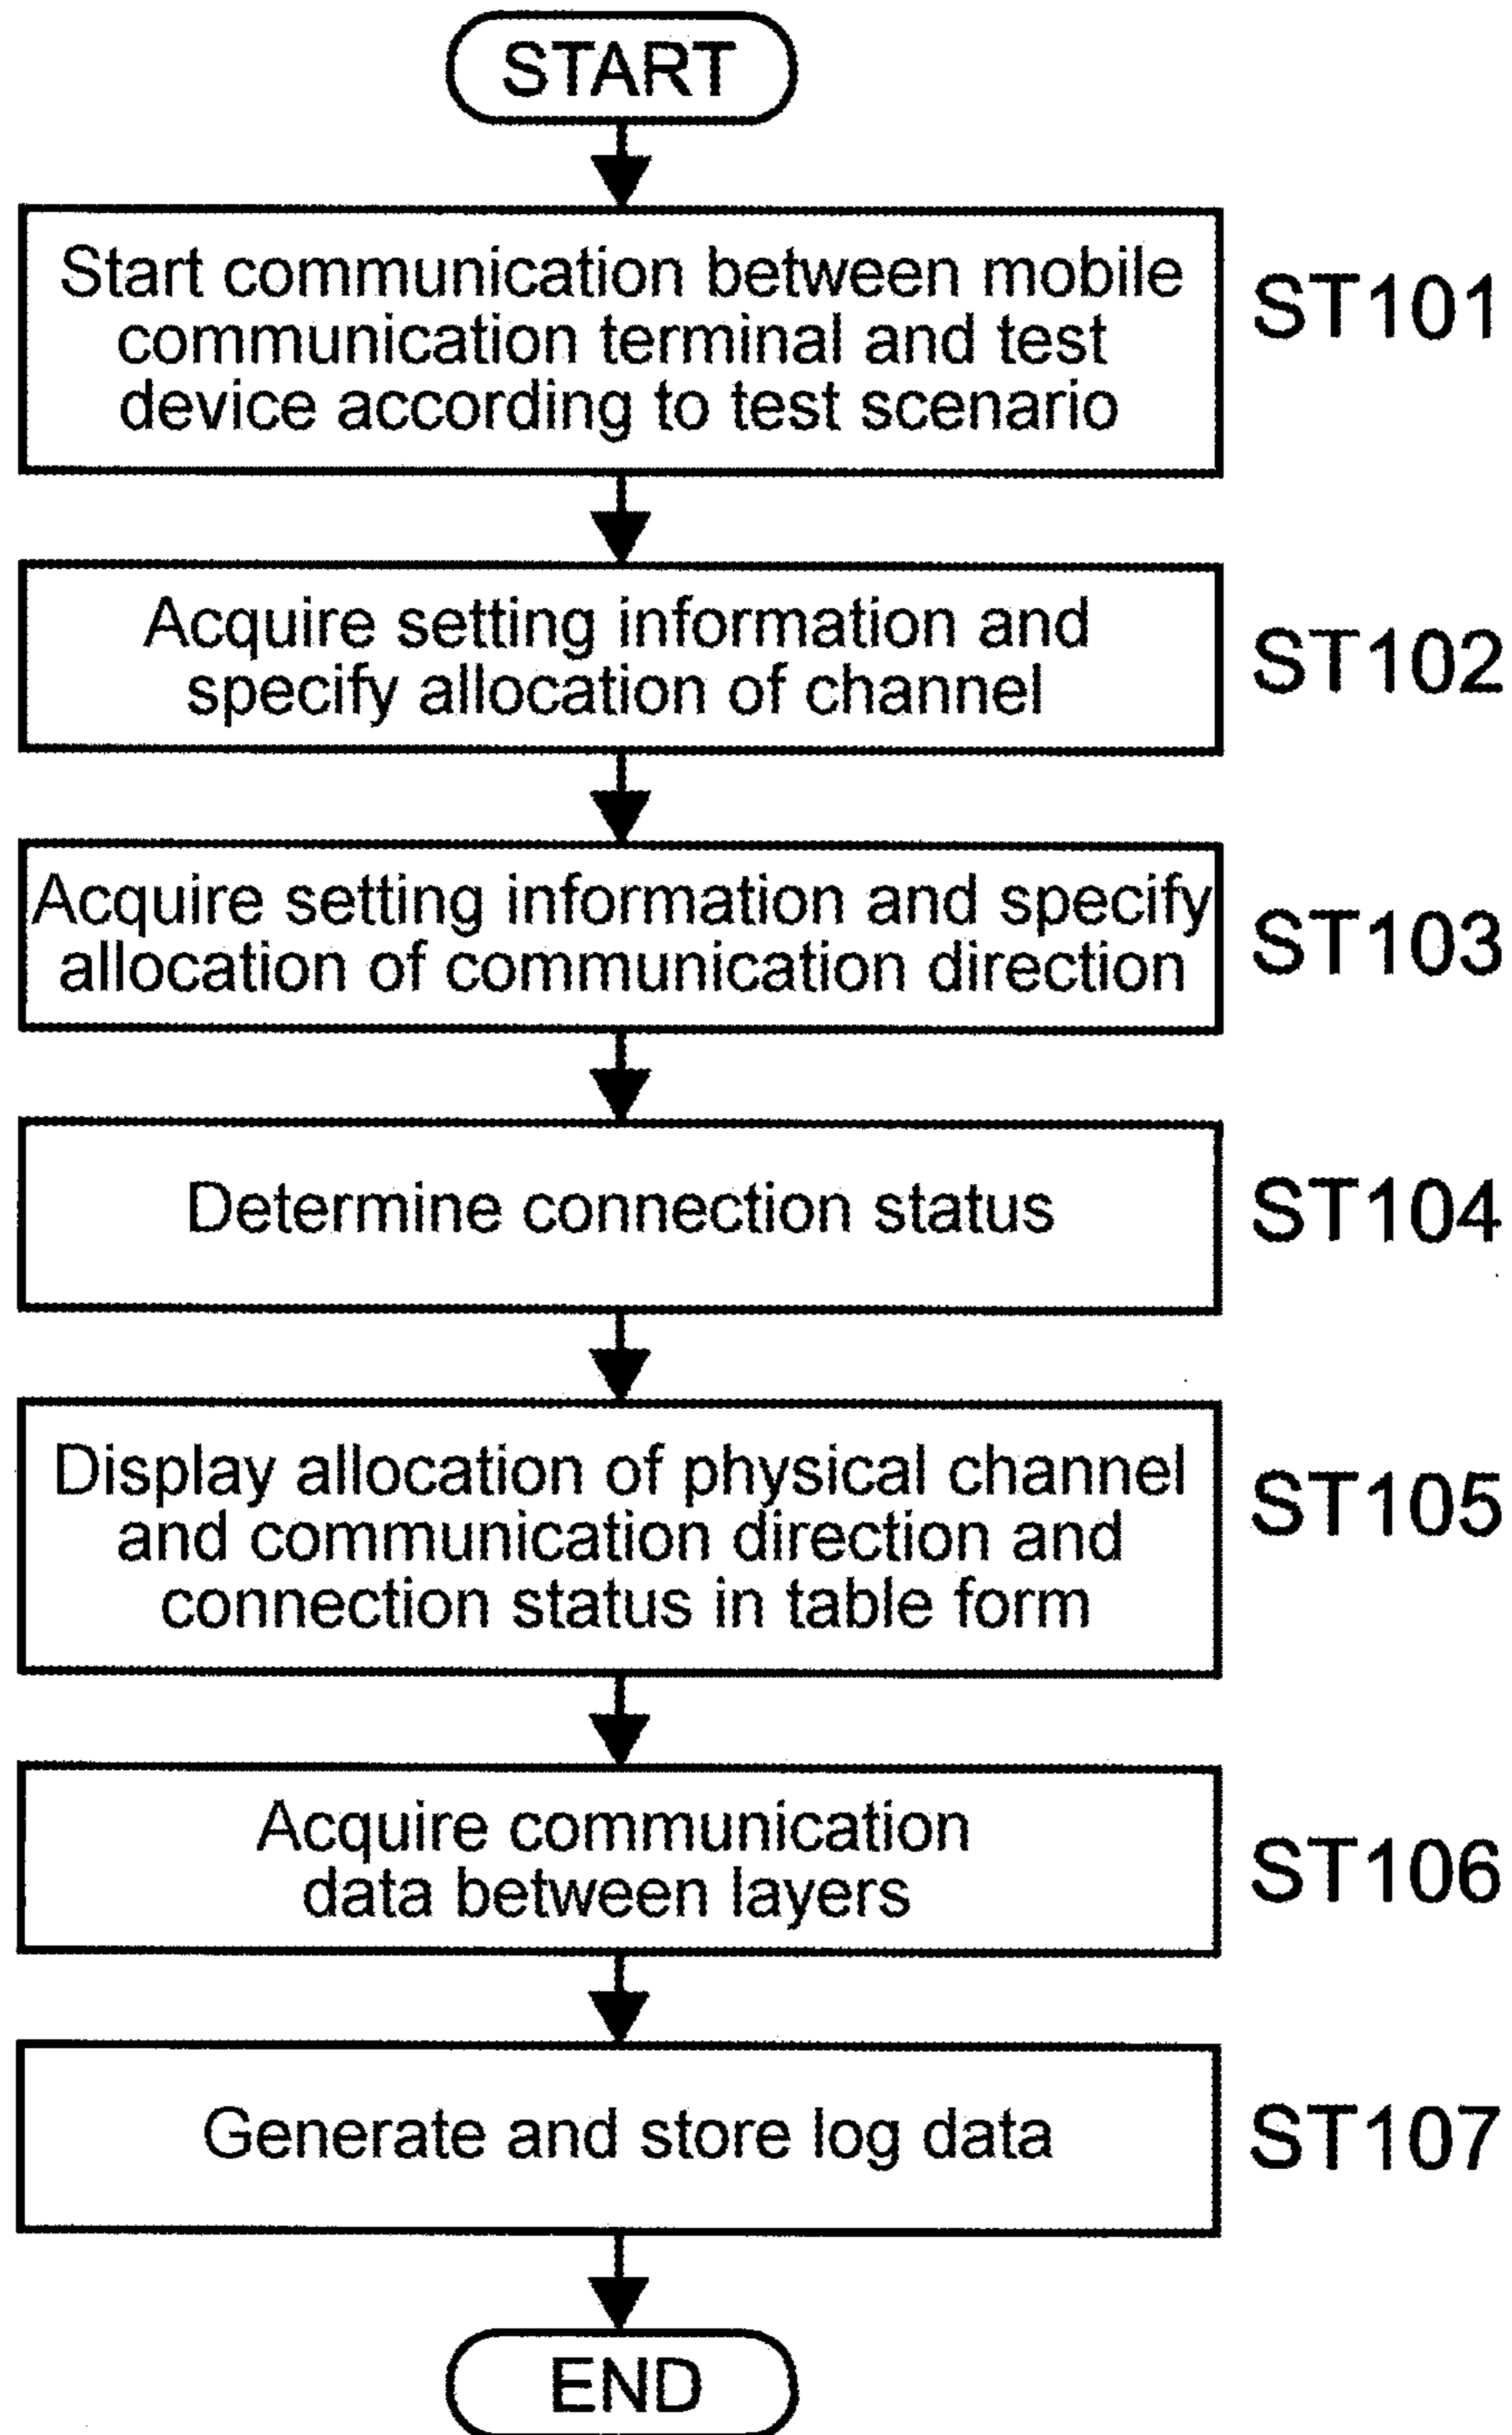 START
Start communication between mobile
communication terminal and test
device according to test scenario
ST101
Acquire setting information and
specify allocation of channel
ST102
Acquire setting information and specify
allocation of communication direction
ST103
Determine connection status
ST104
Display allocation of physical channel
and communication direction and
connection status in table form
ST105
Acquire communication
data between layers
ST106
Generate and store log data
ST107
END